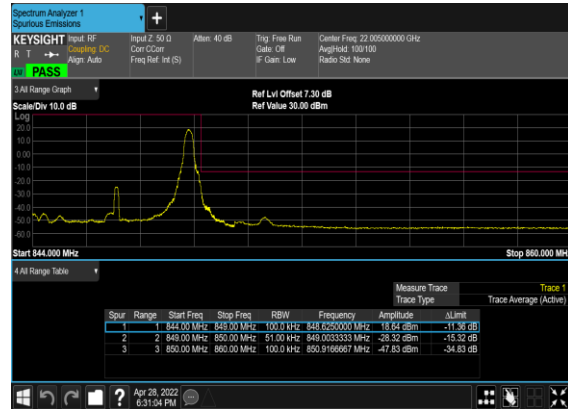 Spectrum Analyzer 1
Spurious Emissions
KEYSIGHT Input: RF Input Z: 50 Ω Atten: 40 dB Trig: Free Run Center Freq: 22.005000000 GHz
R T Coupling: DC Corr CCorr Gate: Off Avg|Hold: 100/100
Align: Auto Freq Ref: Int (S) IF Gain: Low Radio Std: None
LW PASS
3 All Range Graph
Ref Lvl Offset 7.30 dB
Scale/Div 10.0 dB Ref Value 30.00 dBm
Log
20.0
10.0
0.00
-10.0
-20.0
-30.0
-40.0
-50.0
-60.0
Start 844.000 MHz Stop 860.000 MH
4 All Range Table
Measure Trace Trace 1
Trace Type Trace Average (Active)
Spur Range Start Freq Stop Freq RBW Frequency Amplitude ΔLimit
1 1 844.00 MHz 849.00 MHz 100.0 kHz 848.6250000 MHz 18.64 dBm -11.36 dB
2 2 849.00 MHz 850.00 MHz 51.00 kHz 849.0033333 MHz -28.32 dBm -15.32 dB
3 3 850.00 MHz 860.00 MHz 100.0 kHz 850.9166667 MHz -47.83 dBm -34.83 dB
Apr 28, 2022
6:31:04 PM